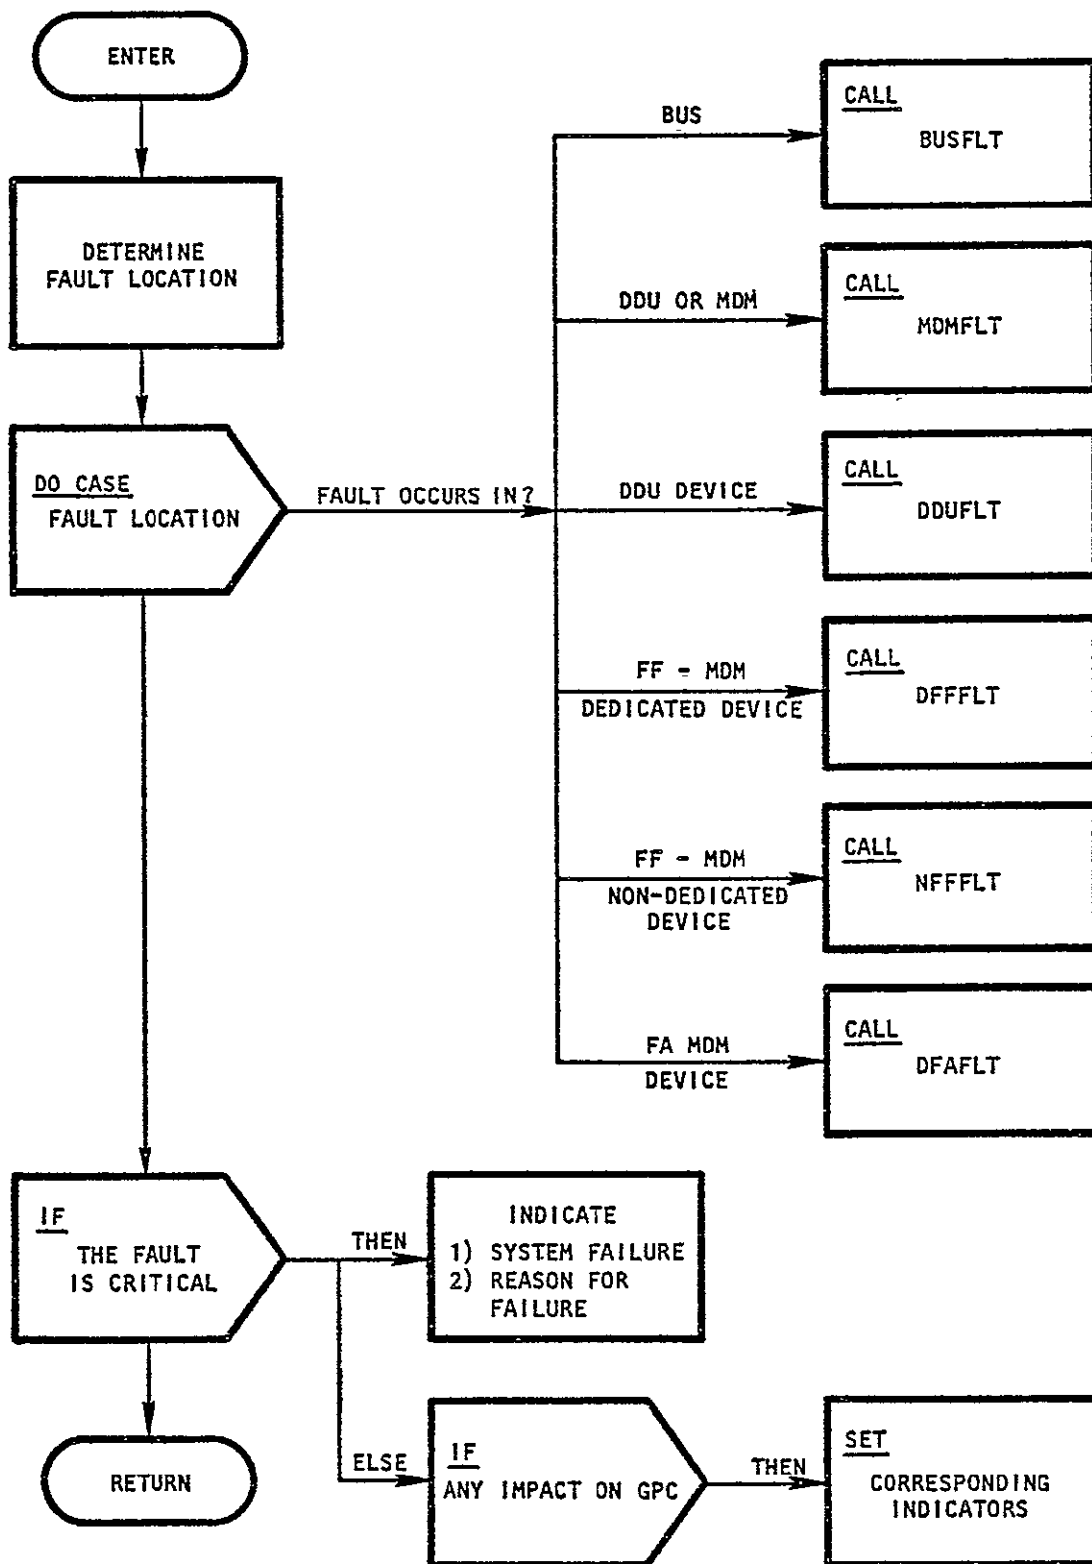 ENTER
DETERMINE
FAULT LOCATION
DO CASE
FAULT LOCATION
FAULT OCCURS IN?
BUS
CALL
BUSFLT
DDU OR MDM
CALL
MDMFLT
DDU DEVICE
CALL
DDUFLT
FF - MDM
DEDICATED DEVICE
CALL
DFFFLT
FF - MDM
NON-DEDICATED
DEVICE
CALL
NFFFLT
FA MDM
DEVICE
CALL
DFAFLT
IF
THE FAULT
IS CRITICAL
THEN
INDICATE
1) SYSTEM FAILURE
2) REASON FOR
FAILURE
ELSE
IF
ANY IMPACT ON GPC
THEN
SET
CORRESPONDING
INDICATORS
RETURN